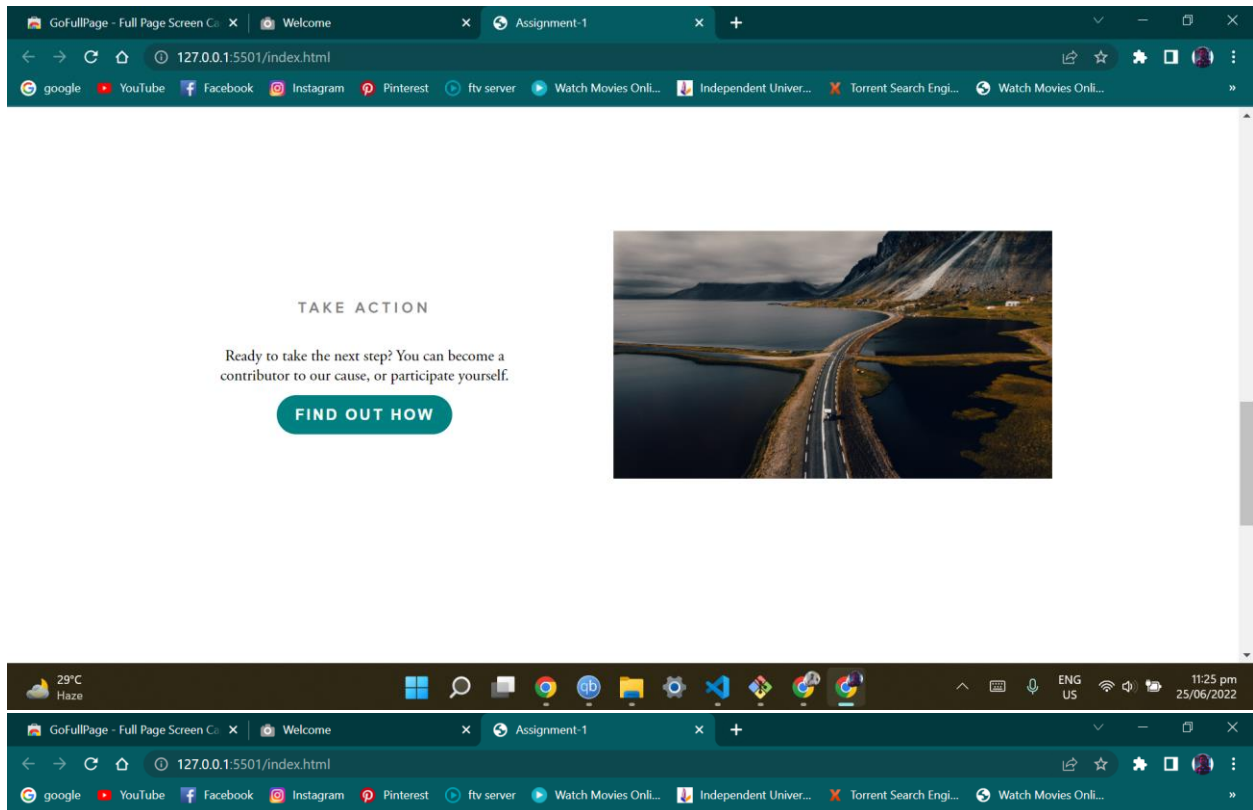 GoFullPage - Full Page Screen Ca
Welcome
Assignment-1
127.0.0.1:5501/index.html
google YouTube Facebook Instagram Pinterest ftv server Watch Movies Onli... Independent Univer... Torrent Search Engi... Watch Movies Onli... »
TAKE ACTION
Ready to take the next step? You can become a
contributor to our cause, or participate yourself.
FIND OUT HOW
29°C
Haze
qb
ENG
US
11:25 pm
25/06/2022
GoFullPage - Full Page Screen Ca
Welcome
Assignment-1
127.0.0.1:5501/index.html
google YouTube Facebook Instagram Pinterest ftv server Watch Movies Onli... Independent Univer... Torrent Search Engi... Watch Movies Onli... »